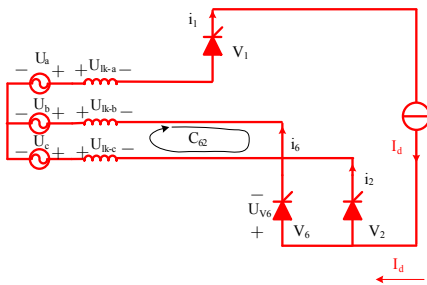 i1
V1
Ua
− + + Ulk-a −
Ub
− + + Ulk-b −
Uc
− + + Ulk-c −
C62
i6
i2
Id
−
UV6
+
V6
V2
Id